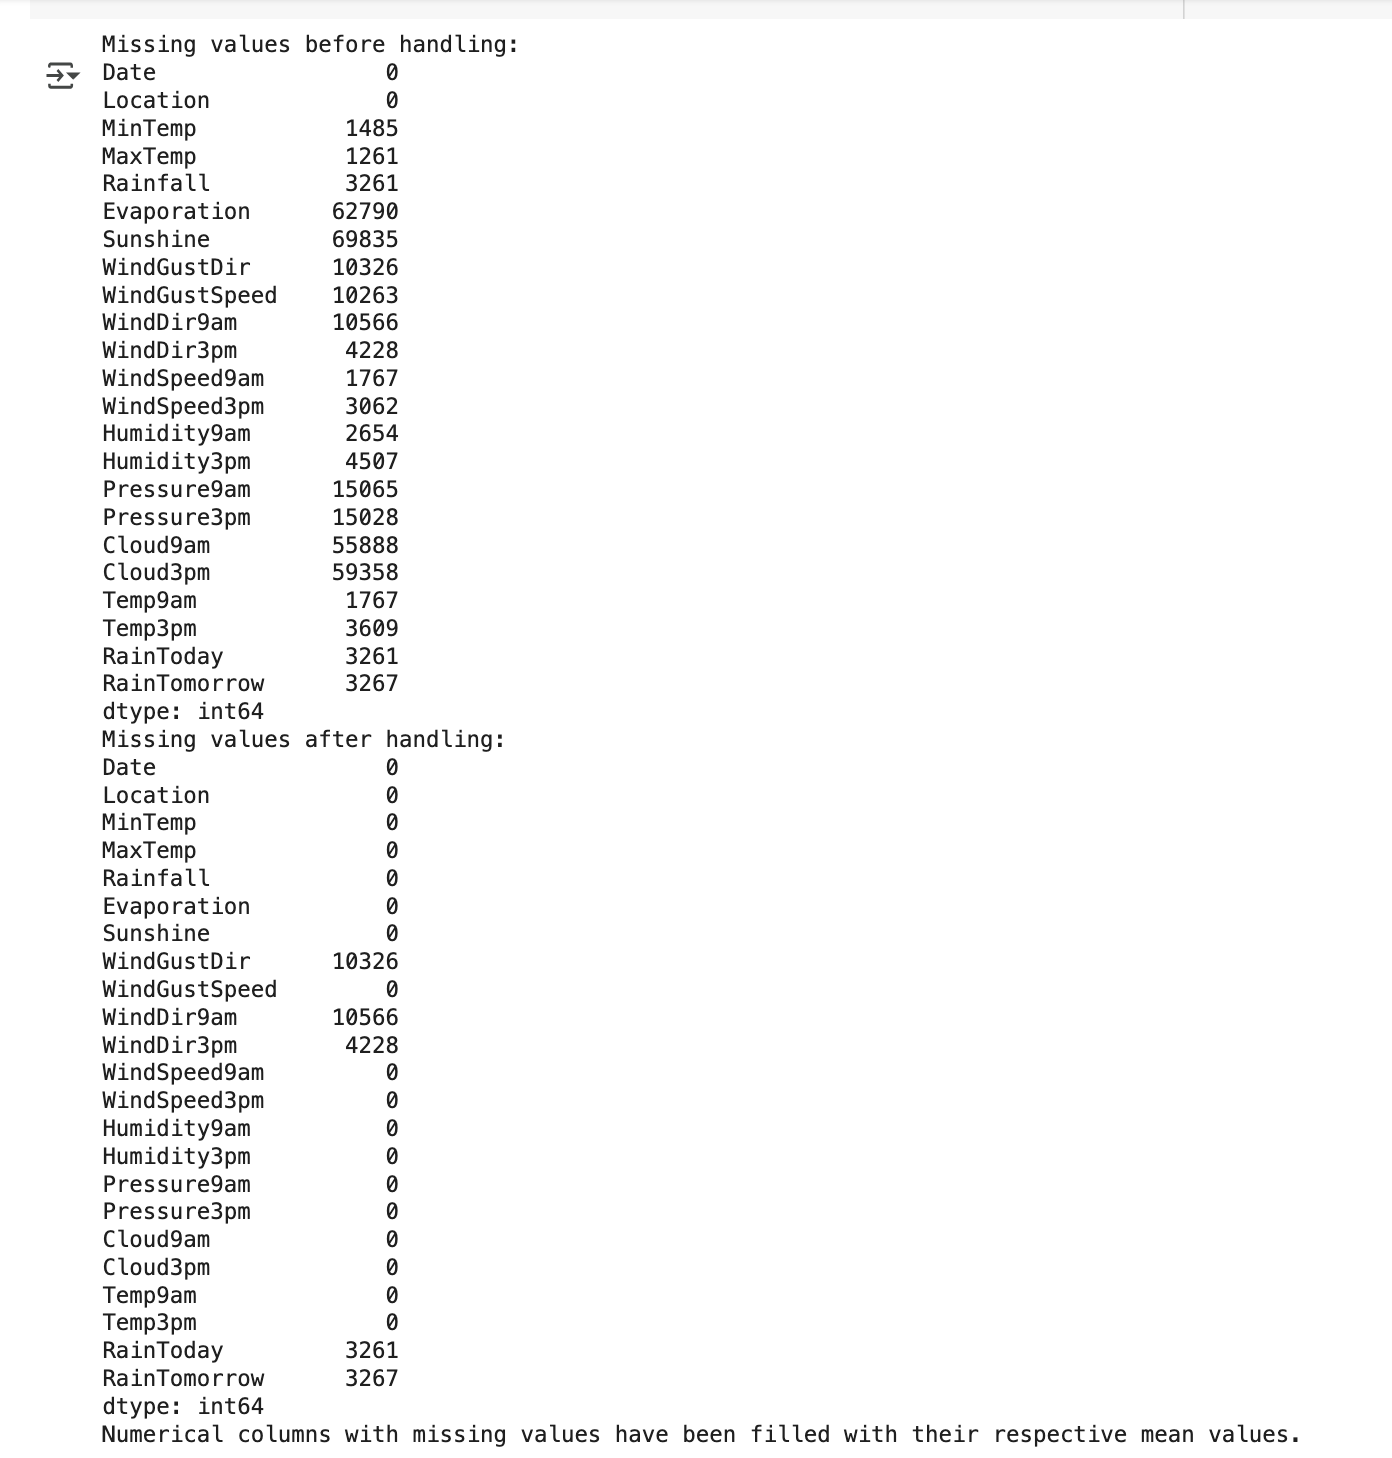 Missing values before handling:
Date 0
Location 0
MinTemp 1485
MaxTemp 1261
Rainfall 3261
Evaporation 62790
Sunshine 69835
WindGustDir 10326
WindGustSpeed 10263
WindDir9am 10566
WindDir3pm 4228
WindSpeed9am 1767
WindSpeed3pm 3062
Humidity9am 2654
Humidity3pm 4507
Pressure9am 15065
Pressure3pm 15028
Cloud9am 55888
Cloud3pm 59358
Temp9am 1767
Temp3pm 3609
RainToday 3261
RainTomorrow 3267
dtype: int64
Missing values after handling:
Date 0
Location 0
MinTemp 0
MaxTemp 0
Rainfall 0
Evaporation 0
Sunshine 0
WindGustDir 10326
WindGustSpeed 0
WindDir9am 10566
WindDir3pm 4228
WindSpeed9am 0
WindSpeed3pm 0
Humidity9am 0
Humidity3pm 0
Pressure9am 0
Pressure3pm 0
Cloud9am 0
Cloud3pm 0
Temp9am 0
Temp3pm 0
RainToday 3261
RainTomorrow 3267
dtype: int64
Numerical columns with missing values have been filled with their respective mean values.